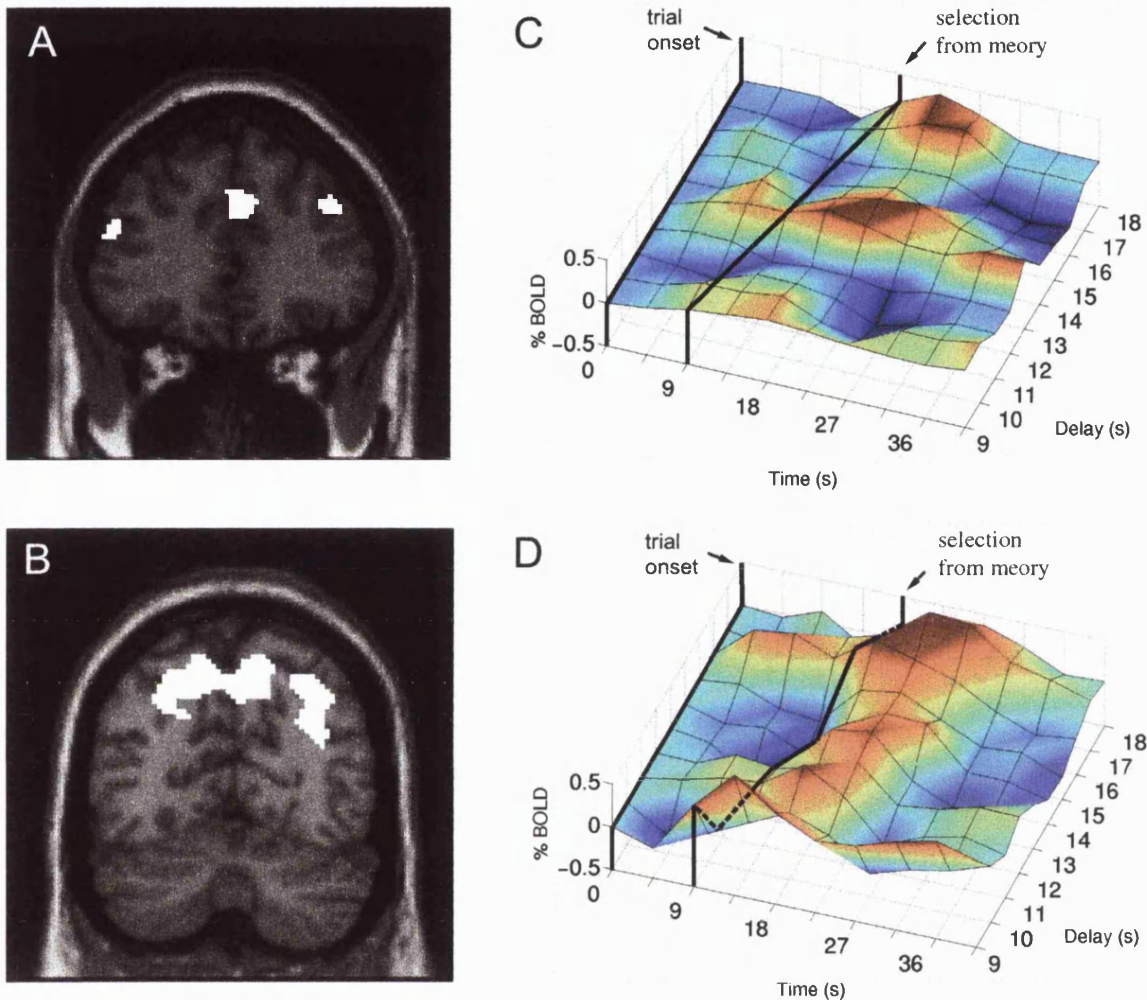 A
C
trial
onset
selection
from meory
0.5
0
−0.5
% BOLD
0
9
18
27
36
Time (s)
9
10
11
12
13
14
15
16
17
18
Delay (s)
B
D
trial
onset
selection
from meory
0.5
0
−0.5
% BOLD
0
9
18
27
36
Time (s)
9
10
11
12
13
14
15
16
17
18
Delay (s)